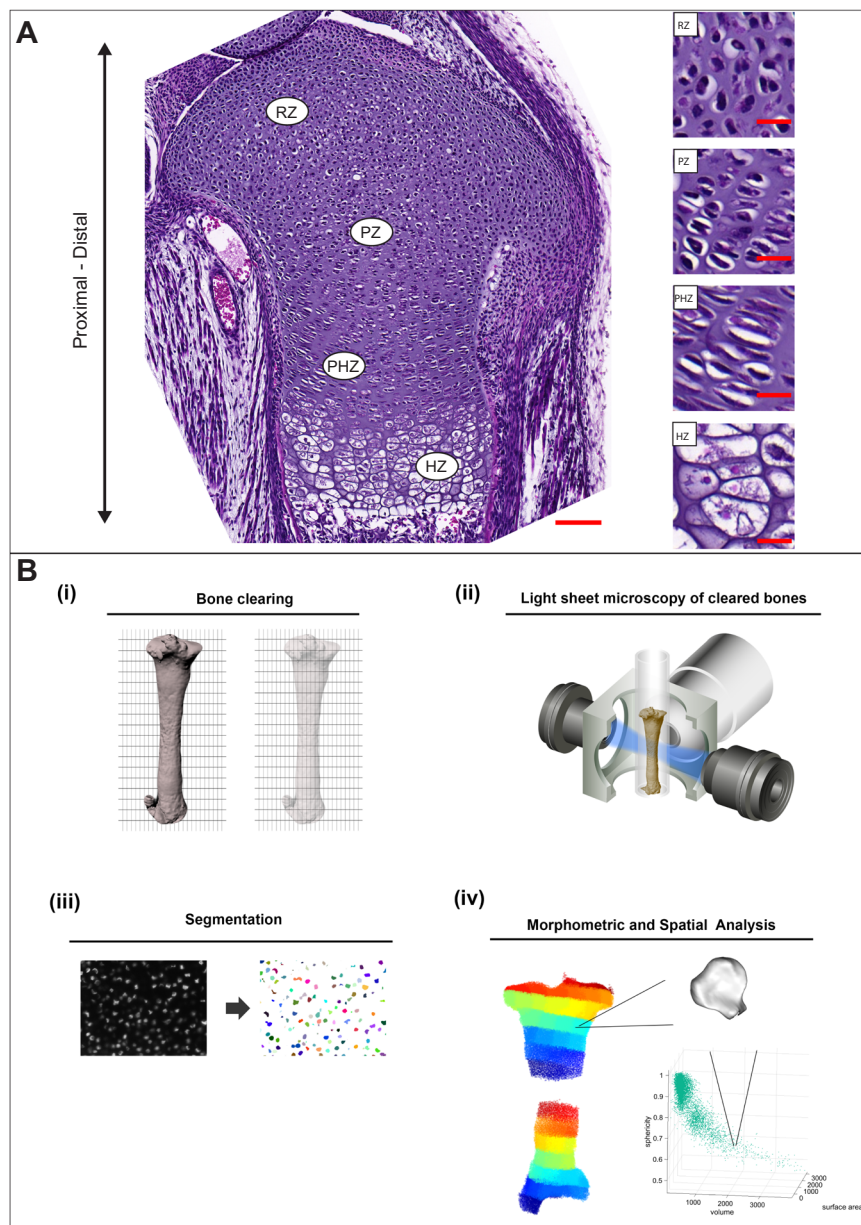 A
Proximal - Distal
RZ
PZ
PHZ
HZ
RZ
PZ
PHZ
HZ
B
(i)
Bone clearing
(ii)
Light sheet microscopy of cleared bones
(iii)
Segmentation
(iv)
Morphometric and Spatial Analysis
1
0.9
0.8
0.7
0.6
0.5
sphericity
1000
2000
3000
volume
3000
2000
1000
0
surface area